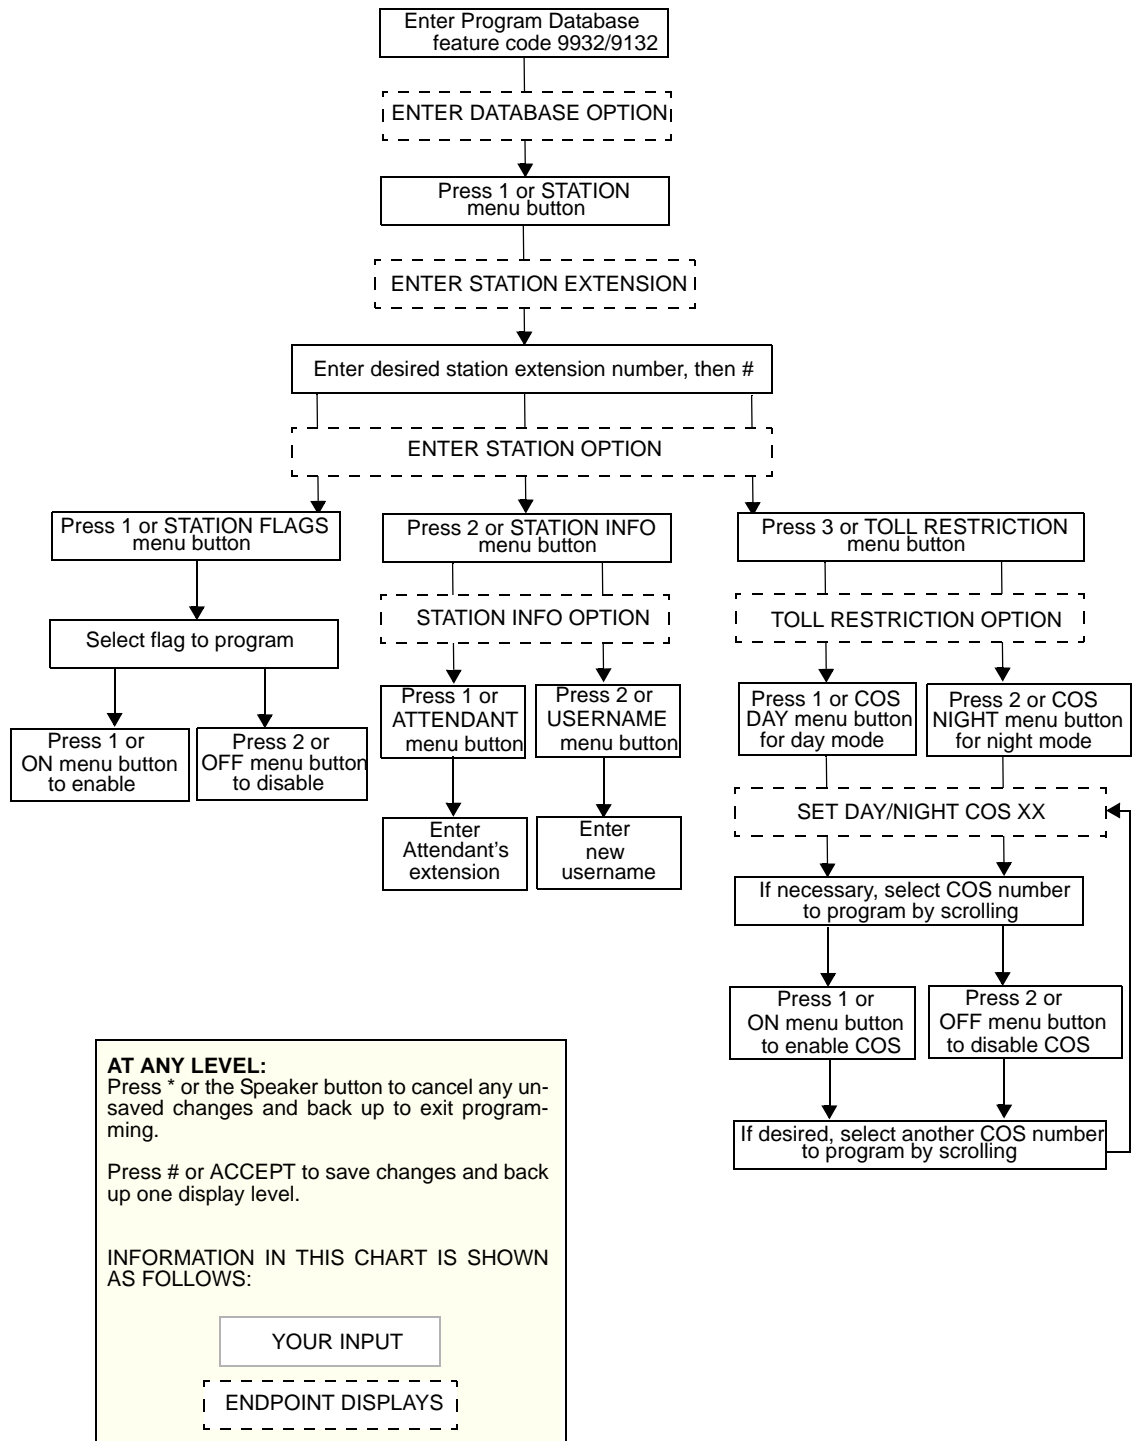 Enter Program Database
feature code 9932/9132
ENTER DATABASE OPTION
Press 1 or STATION
menu button
ENTER STATION EXTENSION
Enter desired station extension number, then #
ENTER STATION OPTION
Press 1 or STATION FLAGS
menu button
Press 2 or STATION INFO
menu button
Press 3 or TOLL RESTRICTION
menu button
Select flag to program
STATION INFO OPTION
TOLL RESTRICTION OPTION
Press 1 or
ON menu button
to enable
Press 2 or
OFF menu button
to disable
Press 1 or
ATTENDANT
menu button
Press 2 or
USERNAME
menu button
Press 1 or COS
DAY menu button
for day mode
Press 2 or COS
NIGHT menu button
for night mode
Enter
Attendant's
extension
Enter
new
username
SET DAY/NIGHT COS XX
If necessary, select COS number
to program by scrolling
Press 1 or
ON menu button
to enable COS
Press 2 or
OFF menu button
to disable COS
If desired, select another COS number
to program by scrolling
AT ANY LEVEL:
Press * or the Speaker button to cancel any un-
saved changes and back up to exit program-
ming.
Press # or ACCEPT to save changes and back
up one display level.
INFORMATION IN THIS CHART IS SHOWN
AS FOLLOWS:
YOUR INPUT
ENDPOINT DISPLAYS